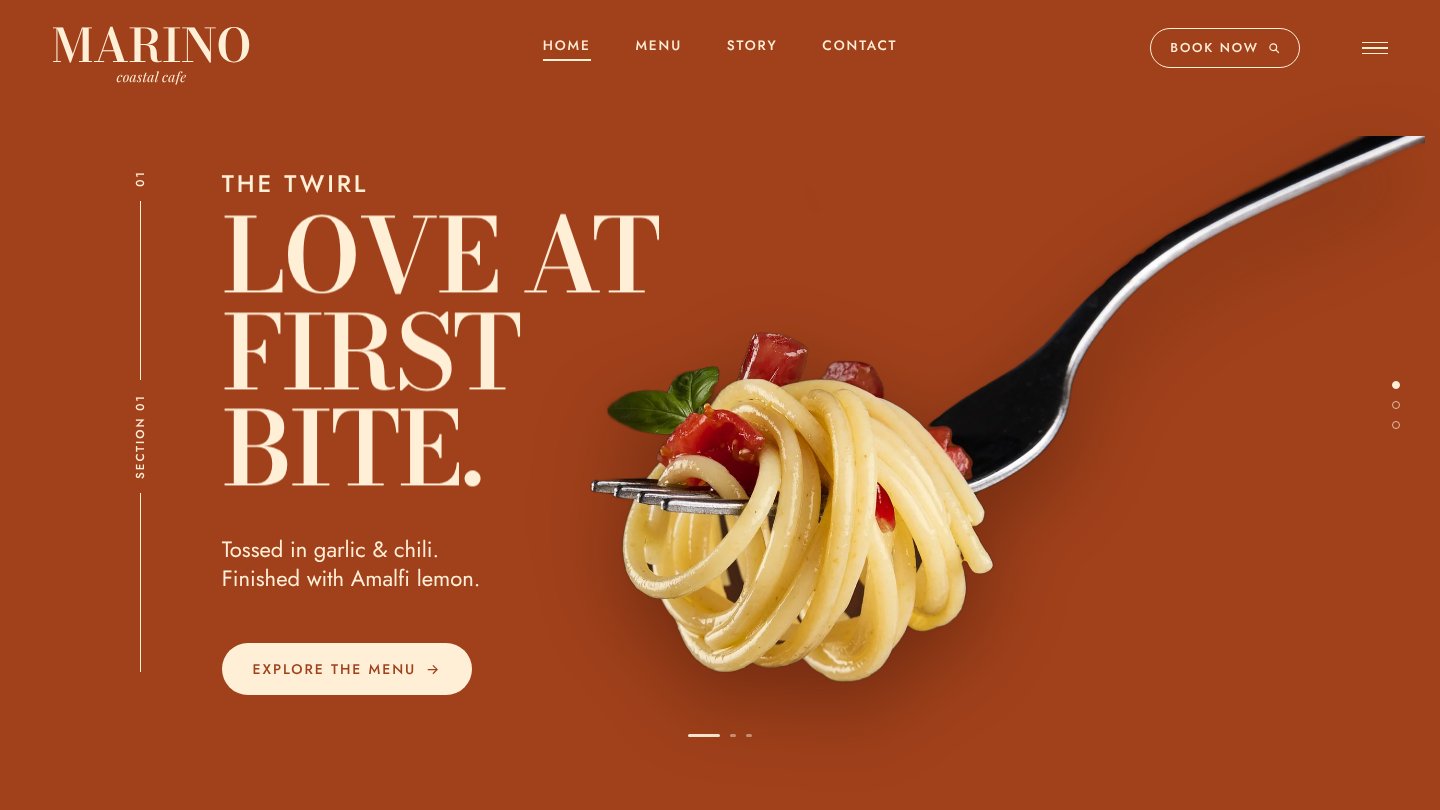 MARINO
coastal cafe
HOME
MENU
STORY
CONTACT
BOOK NOW
01
SECTION 01
THE TWIRL
LOVE AT
FIRST
BITE.
Tossed in garlic & chili.
Finished with Amalfi lemon.
EXPLORE THE MENU →